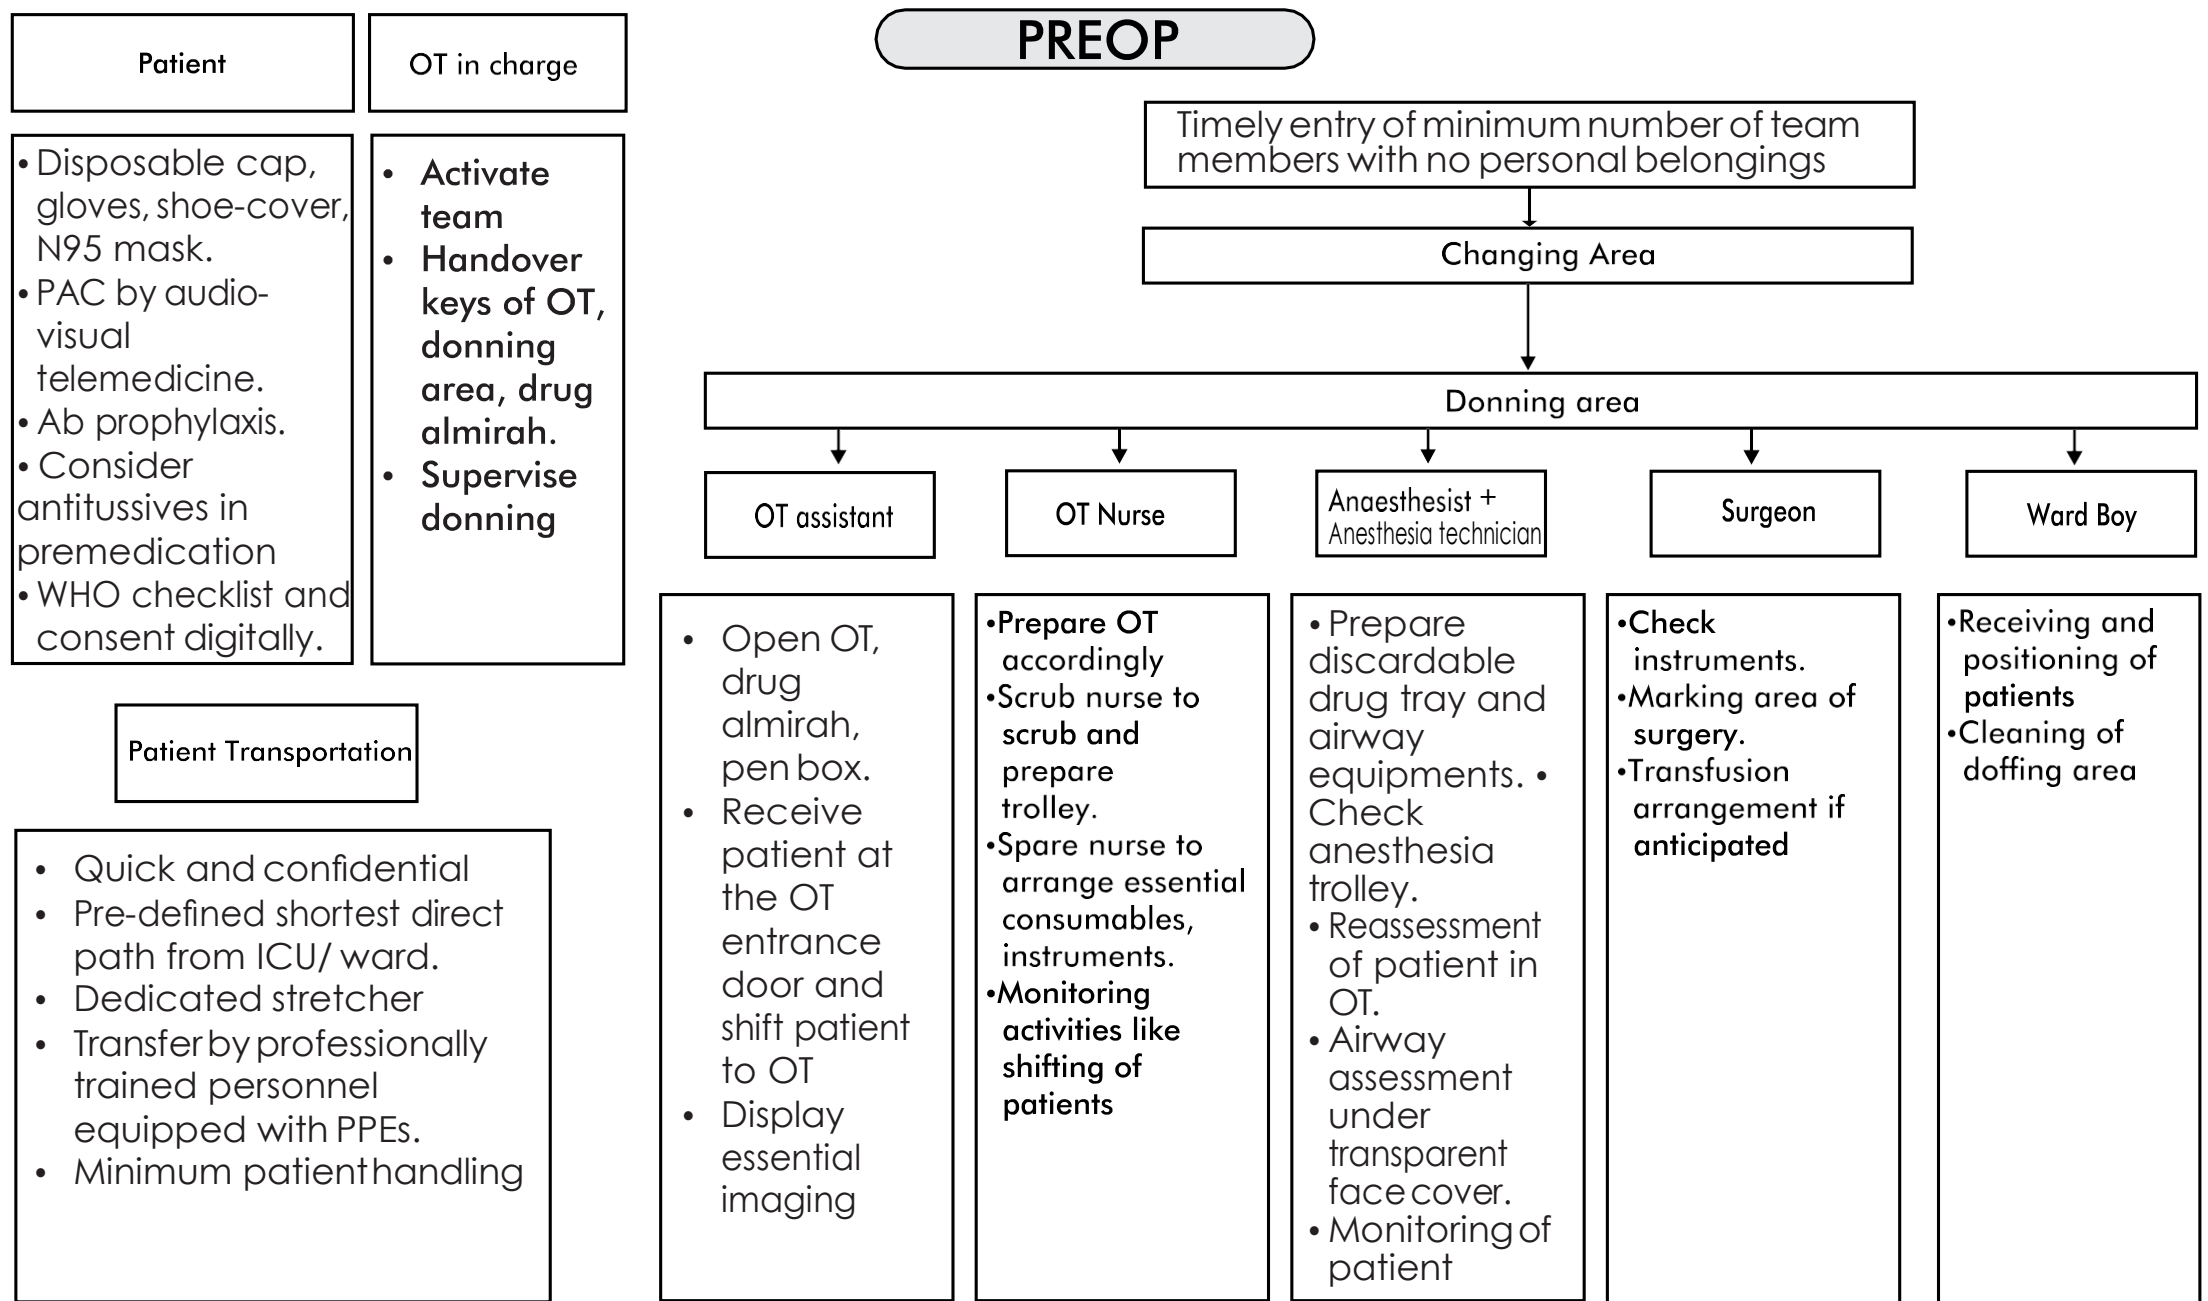 PREOP
Patient
• Disposable cap,
gloves, shoe-cover,
N95 mask.
• PAC by audio-
visual
telemedicine.
• Ab prophylaxis.
• Consider
antitussives in
premedication
• WHO checklist and
consent digitally.
OT in charge
• Activate
team
• Handover
keys of OT,
donning
area, drug
almirah.
• Supervise
donning
Patient Transportation
• Quick and confidential
• Pre-defined shortest direct
path from ICU/ ward.
• Dedicated stretcher
• Transfer by professionally
trained personnel
equipped with PPEs.
• Minimum patient handling
Timely entry of minimum number of team
members with no personal belongings
Changing Area
Donning area
OT assistant
• Open OT,
drug
almirah,
pen box.
• Receive
patient at
the OT
entrance
door and
shift patient
to OT
• Display
essential
imaging
OT Nurse
•Prepare OT
accordingly
•Scrub nurse to
scrub and
prepare
trolley.
•Spare nurse to
arrange essential
consumables,
instruments.
•Monitoring
activities like
shifting of
patients
Anaesthesist +
Anesthesia technician
• Prepare
discardable
drug tray and
airway
equipments. •
Check
anesthesia
trolley.
• Reassessment
of patient in
OT.
• Airway
assessment
under
transparent
face cover.
• Monitoring of
patient
Surgeon
•Check
instruments.
•Marking area of
surgery.
•Transfusion
arrangement if
anticipated
Ward Boy
•Receiving and
positioning of
patients
•Cleaning of
doffing area